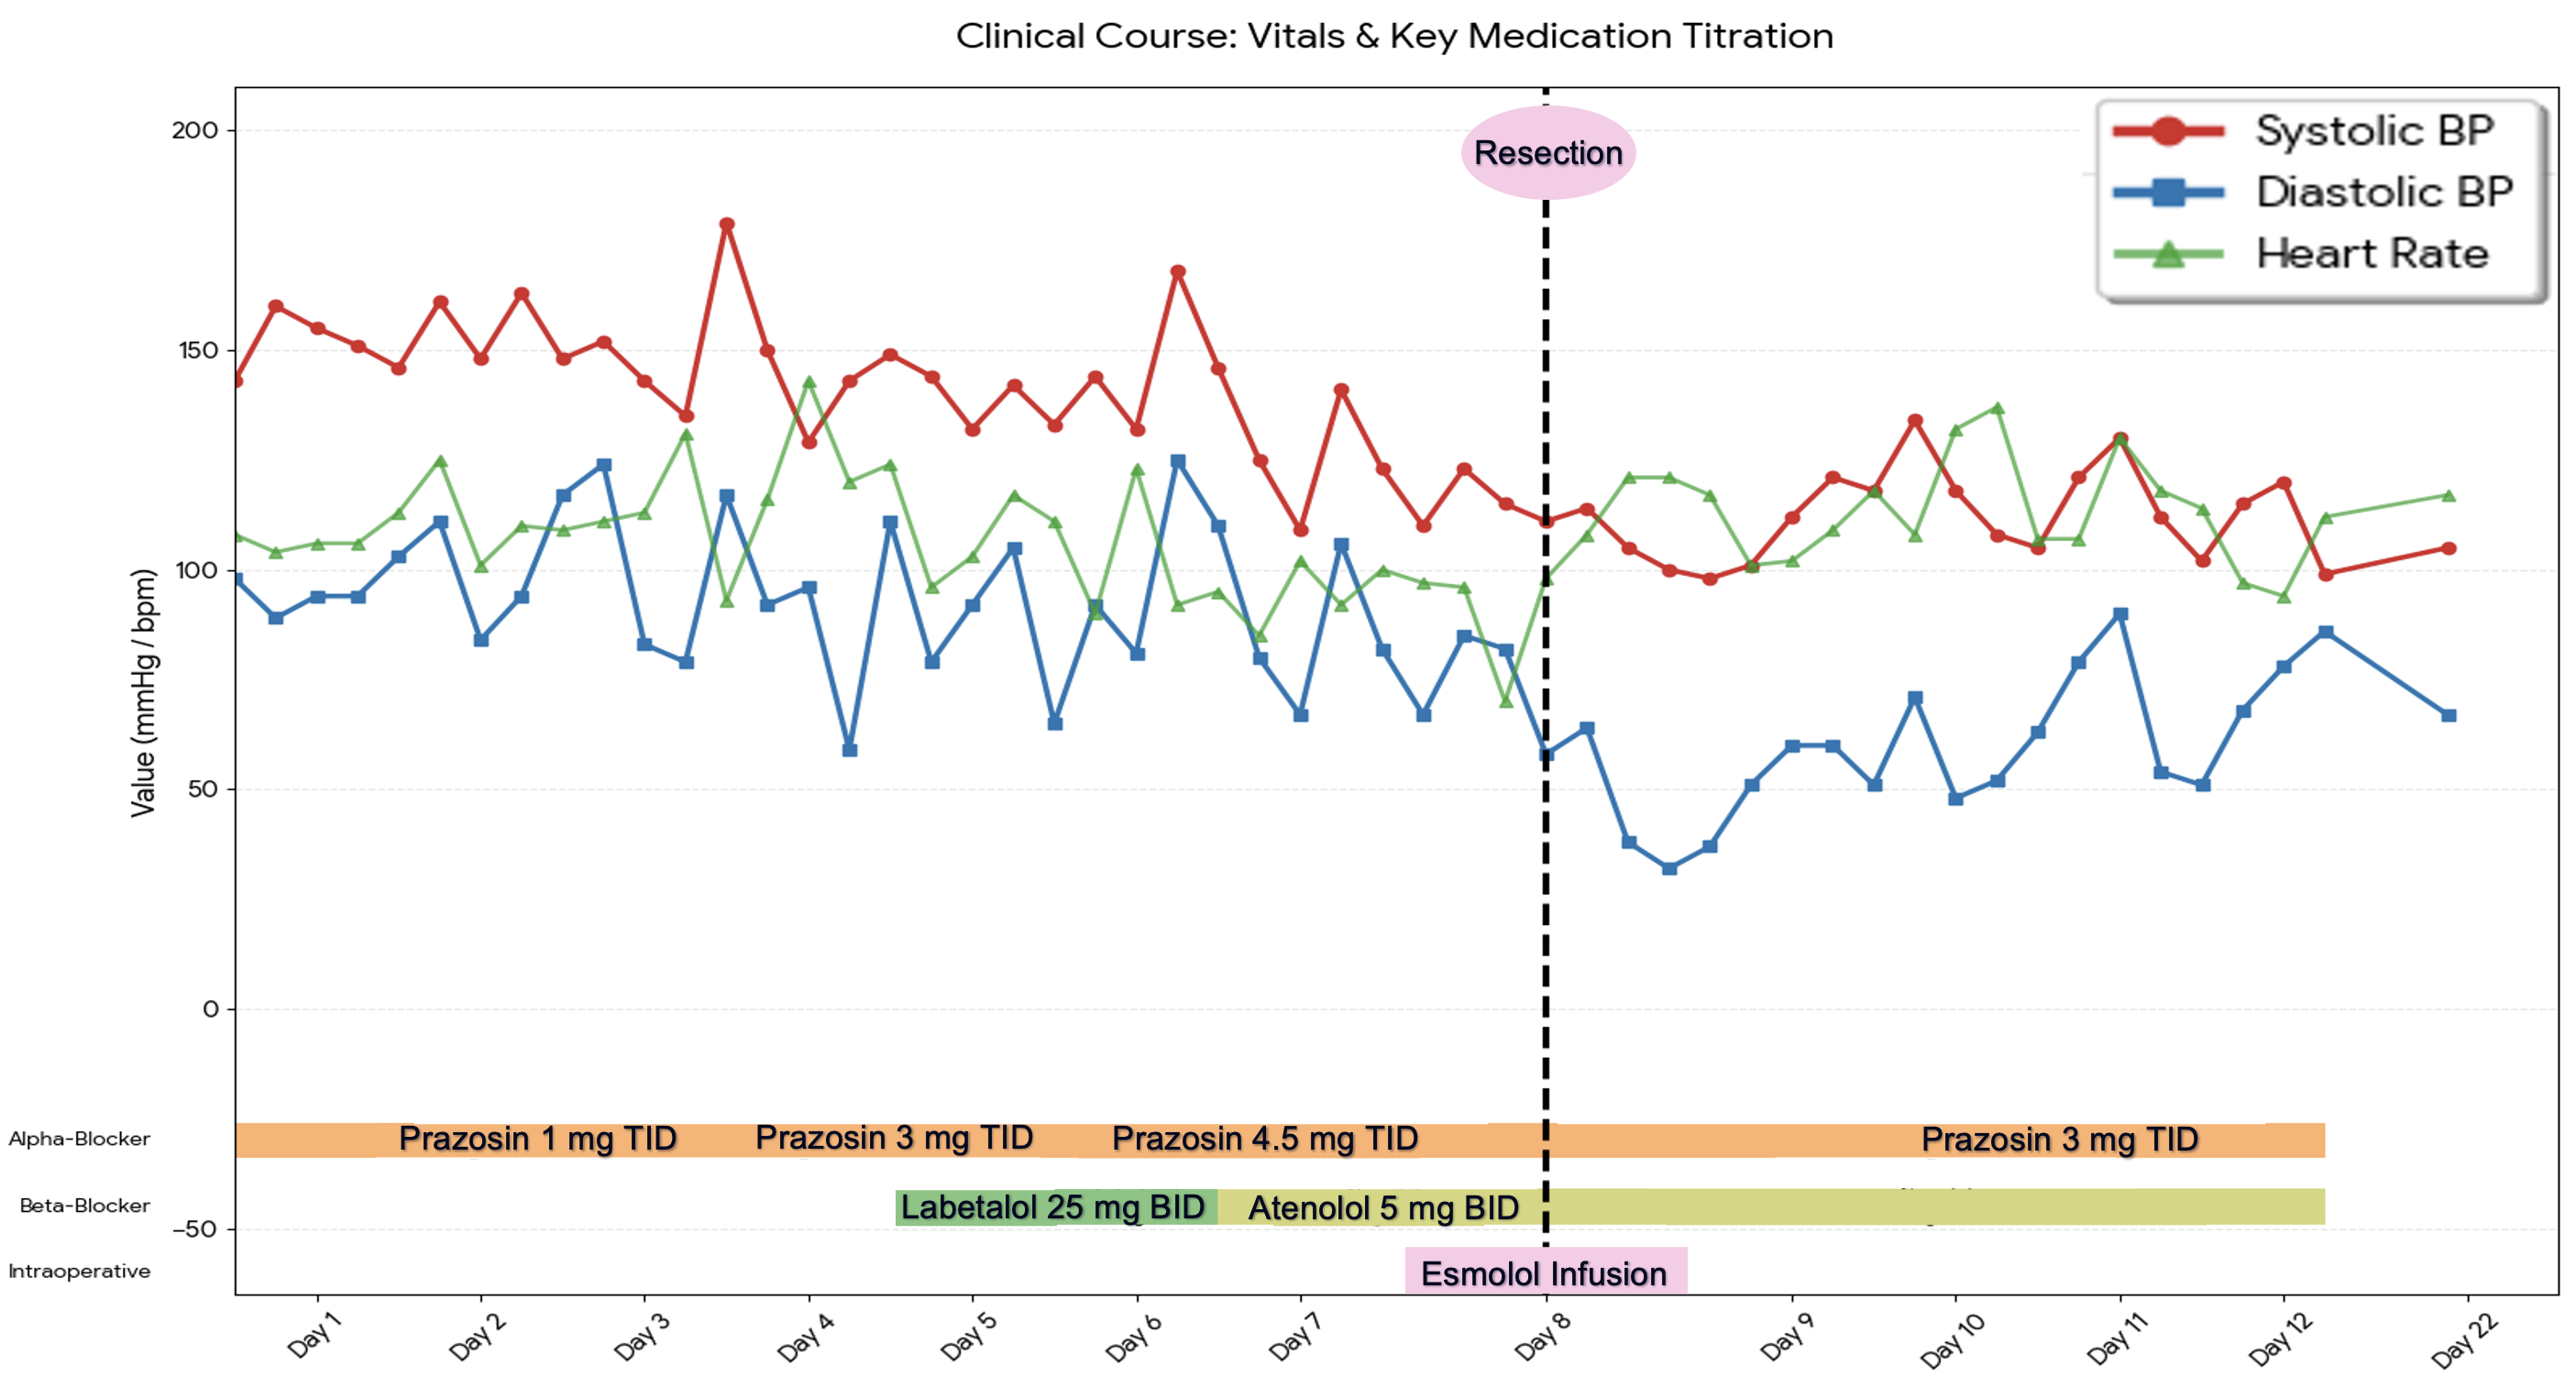 Clinical Course: Vitals & Key Medication Titration
200
150
100
50
0
−50
Value (mmHg / bpm)
Resection
Systolic BP
Diastolic BP
Heart Rate
Alpha-Blocker
Prazosin 1 mg TID
Prazosin 3 mg TID
Prazosin 4.5 mg TID
Prazosin 3 mg TID
Beta-Blocker
Labetalol 25 mg BID
Atenolol 5 mg BID
Intraoperative
Esmolol Infusion
Day 1
Day 2
Day 3
Day 4
Day 5
Day 6
Day 7
Day 8
Day 9
Day 10
Day 11
Day 12
Day 22